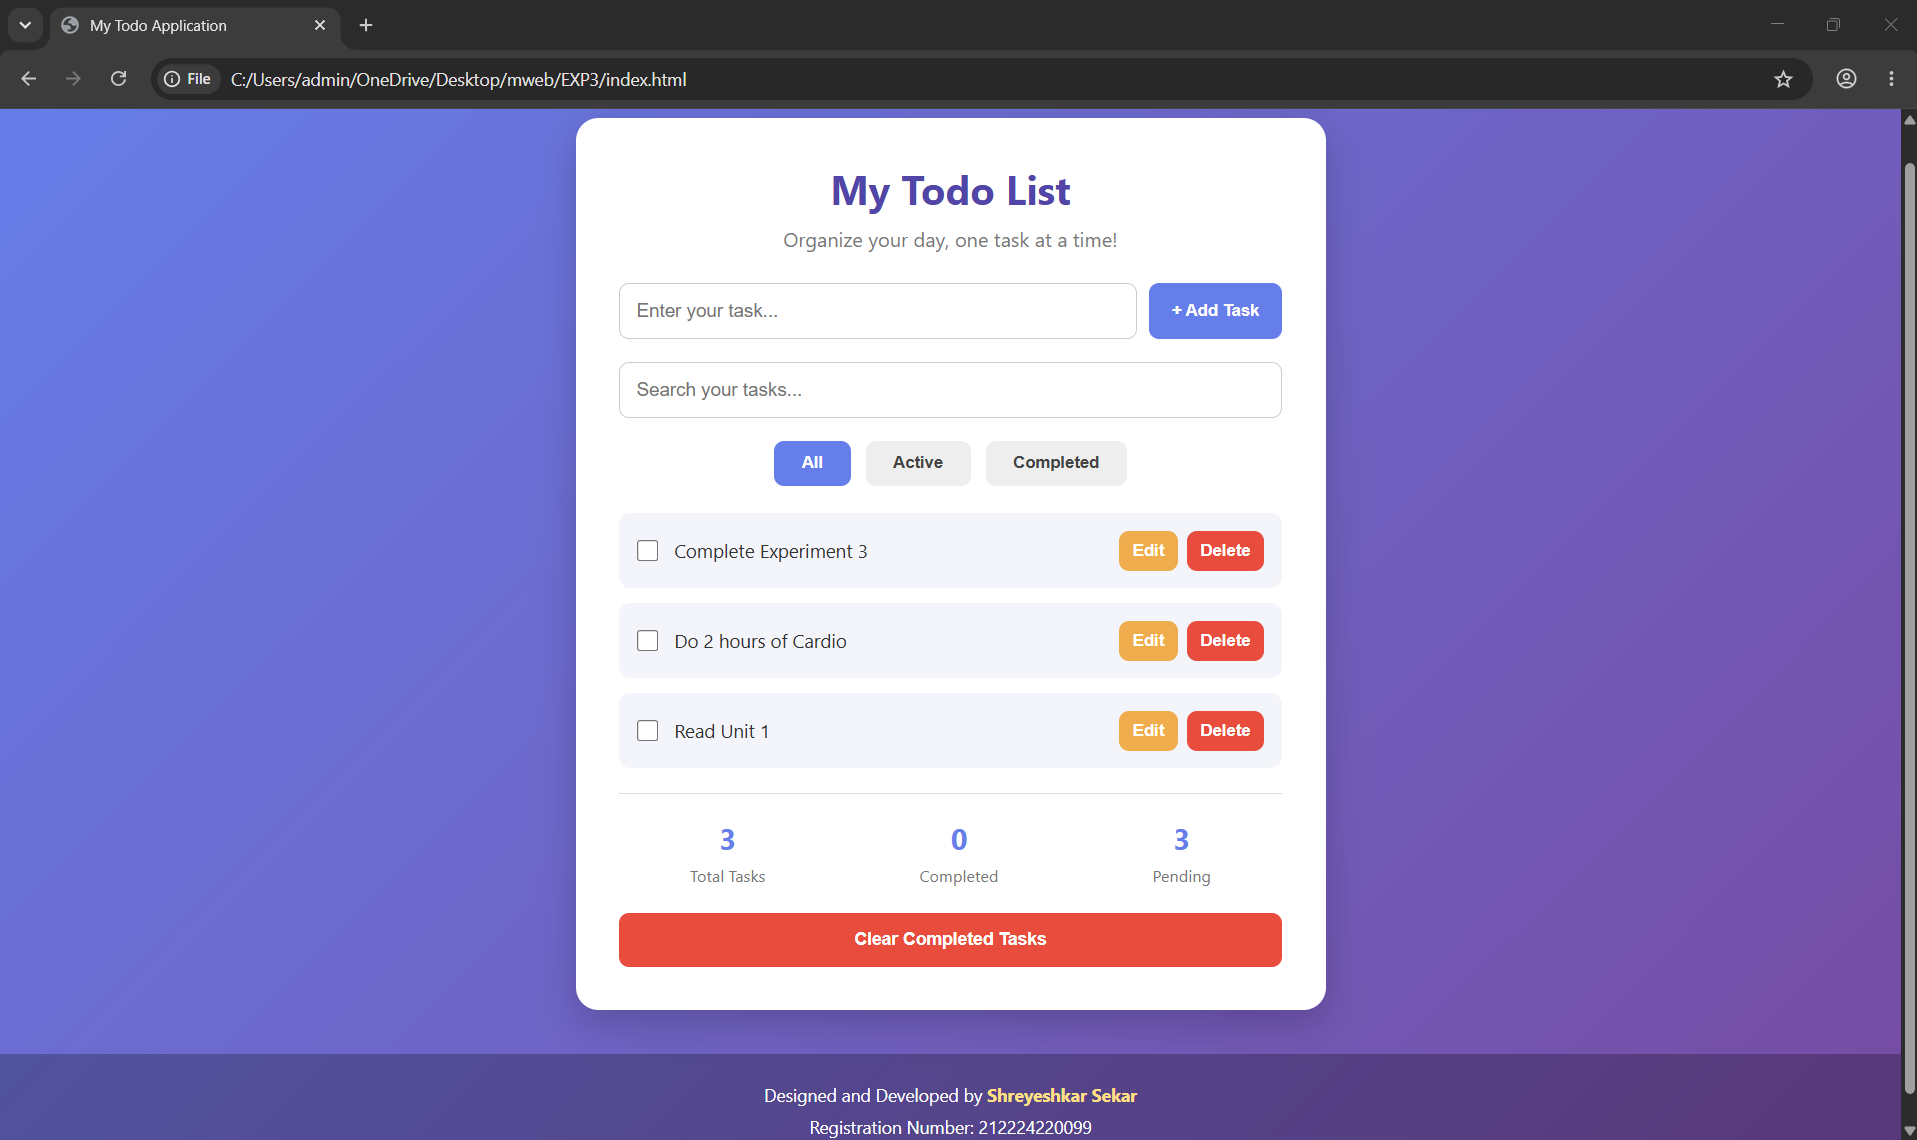 My Todo Application
File C:/Users/admin/OneDrive/Desktop/mweb/EXP3/index.html
My Todo List
Organize your day, one task at a time!
Enter your task...
+ Add Task
Search your tasks...
All Active Completed
Complete Experiment 3 Edit Delete
Do 2 hours of Cardio Edit Delete
Read Unit 1 Edit Delete
3 0 3
Total Tasks Completed Pending
Clear Completed Tasks
Designed and Developed by Shreyeshkar Sekar
Registration Number: 212224220099